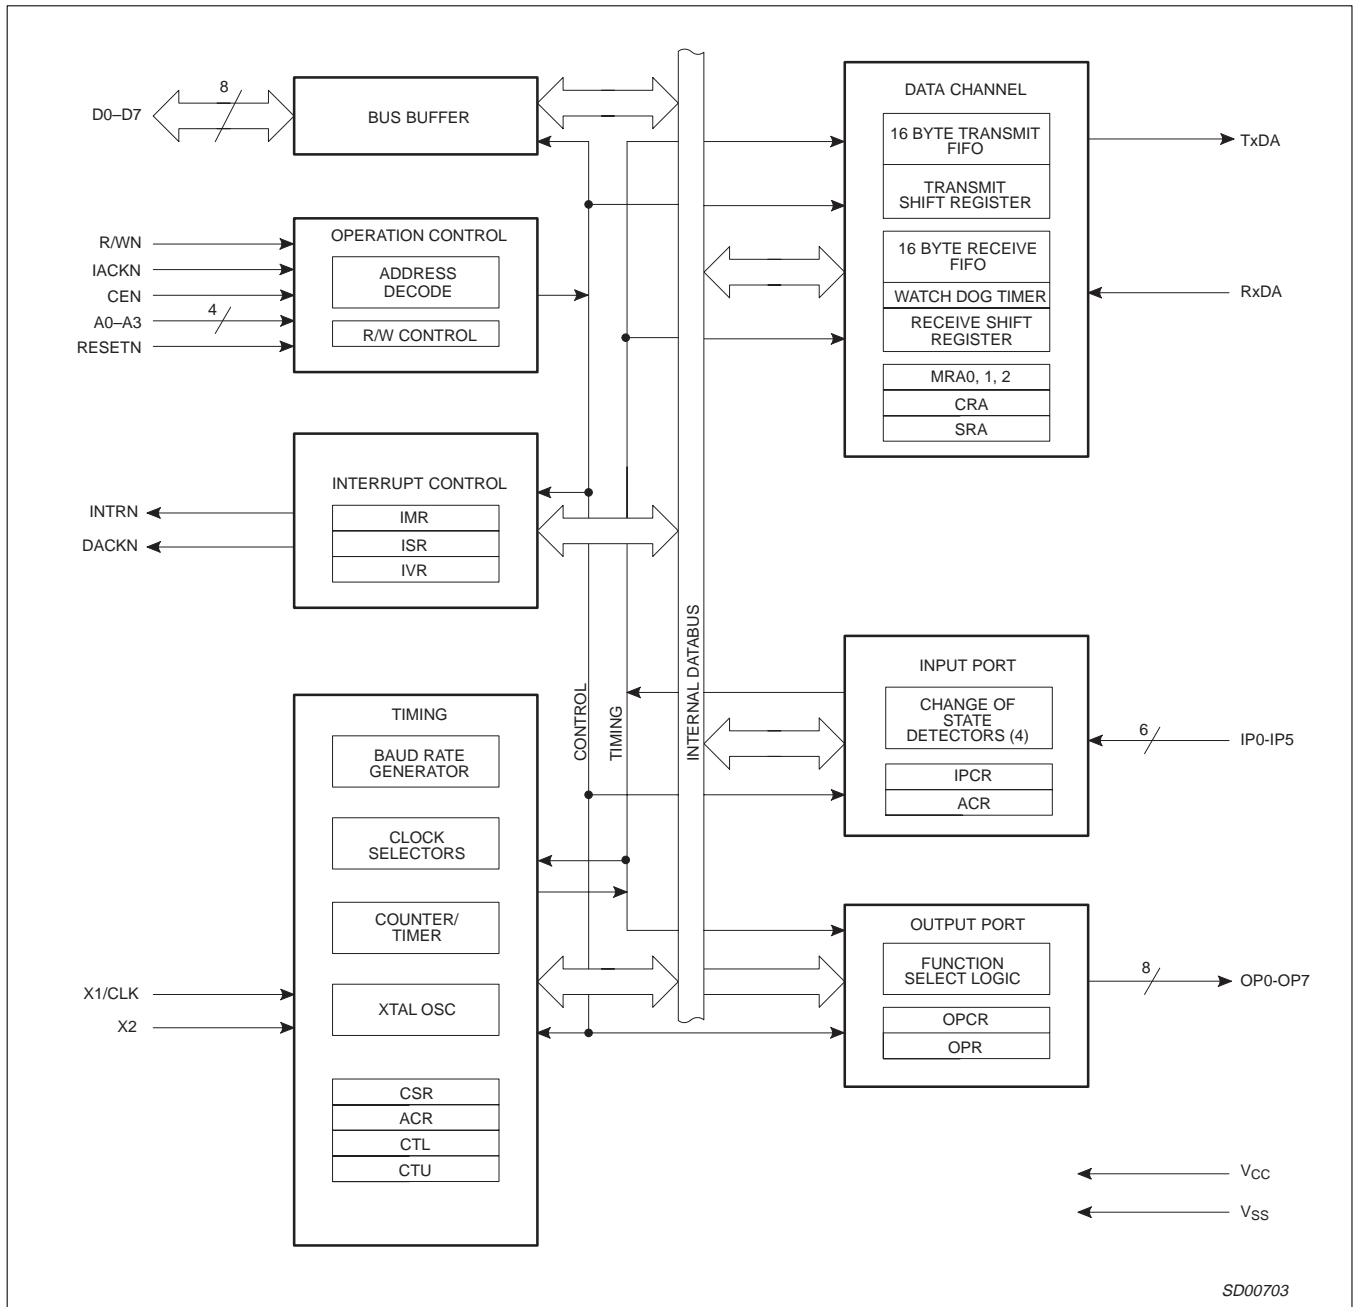 D0–D7
8
BUS BUFFER
R/WN
IACKN
CEN
A0–A3
4
RESETN
OPERATION CONTROL
ADDRESS
DECODE
R/W CONTROL
INTRN
DACKN
INTERRUPT CONTROL
IMR
ISR
IVR
TIMING
BAUD RATE
GENERATOR
CLOCK
SELECTORS
COUNTER/
TIMER
XTAL OSC
CSR
ACR
CTL
CTU
X1/CLK
X2
CONTROL
TIMING
INTERNAL DATABUS
DATA CHANNEL
16 BYTE TRANSMIT
FIFO
TRANSMIT
SHIFT REGISTER
16 BYTE RECEIVE
FIFO
WATCH DOG TIMER
RECEIVE SHIFT
REGISTER
MRA0, 1, 2
CRA
SRA
TxDA
RxDA
INPUT PORT
CHANGE OF
STATE
DETECTORS (4)
IPCR
ACR
6
IP0-IP5
OUTPUT PORT
FUNCTION
SELECT LOGIC
OPCR
OPR
8
OP0-OP7
VCC
VSS
SD00703